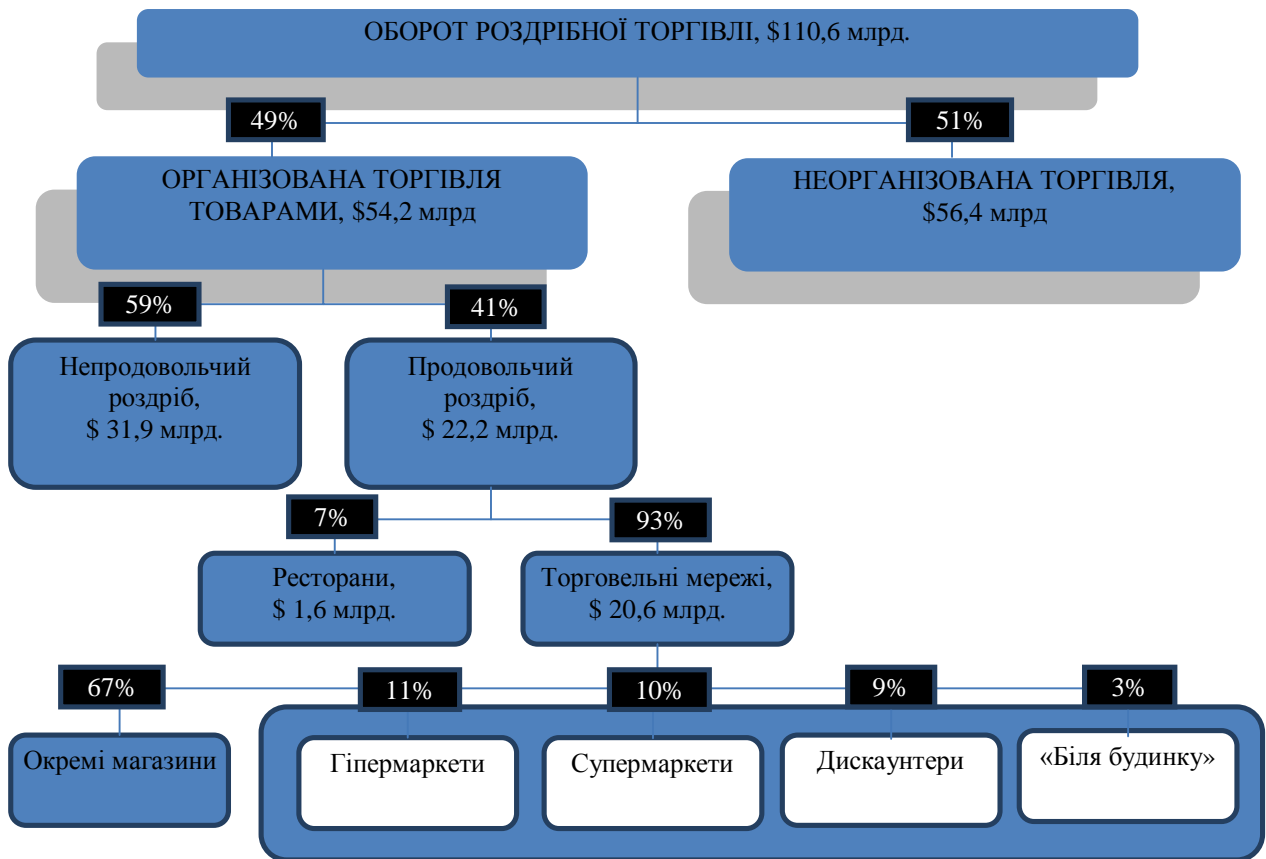 ОБОРОТ РОЗДРІБНОЇ ТОРГІВЛІ, $110,6 млрд.
49%
51%
ОРГАНІЗОВАНА ТОРГІВЛЯ
ТОВАРАМИ, $54,2 млрд
НЕОРГАНІЗОВАНА ТОРГІВЛЯ,
$56,4 млрд
59%
41%
Непродовольчий
роздріб,
$ 31,9 млрд.
Продовольчий
роздріб,
$ 22,2 млрд.
7%
93%
Ресторани,
$ 1,6 млрд.
Торговельні мережі,
$ 20,6 млрд.
67%
11%
10%
9%
3%
Окремі магазини
Гіпермаркети
Супермаркети
Дискаунтери
«Біля будинку»